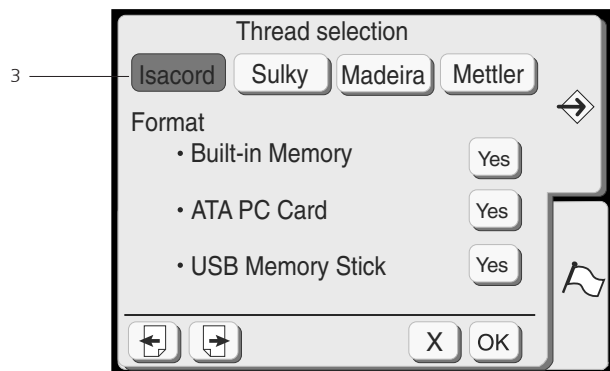 Thread selection
3
Isacord Sulky Madeira Mettler
Format
• Built-in Memory Yes
• ATA PC Card Yes
• USB Memory Stick Yes
X OK